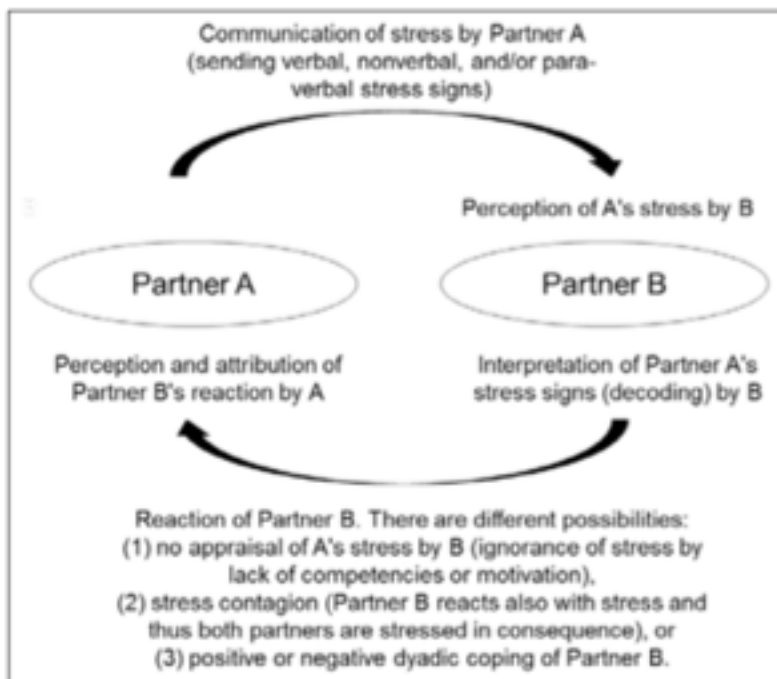 Communication of stress by Partner A
(sending verbal, nonverbal, and/or para-
verbal stress signs)
Perception of A's stress by B
Partner A
Partner B
Perception and attribution of
Partner B's reaction by A
Interpretation of Partner A's
stress signs (decoding) by B
Reaction of Partner B. There are different possibilities:
(1) no appraisal of A's stress by B (ignorance of stress by
lack of competencies or motivation),
(2) stress contagion (Partner B reacts also with stress and
thus both partners are stressed in consequence), or
(3) positive or negative dyadic coping of Partner B.